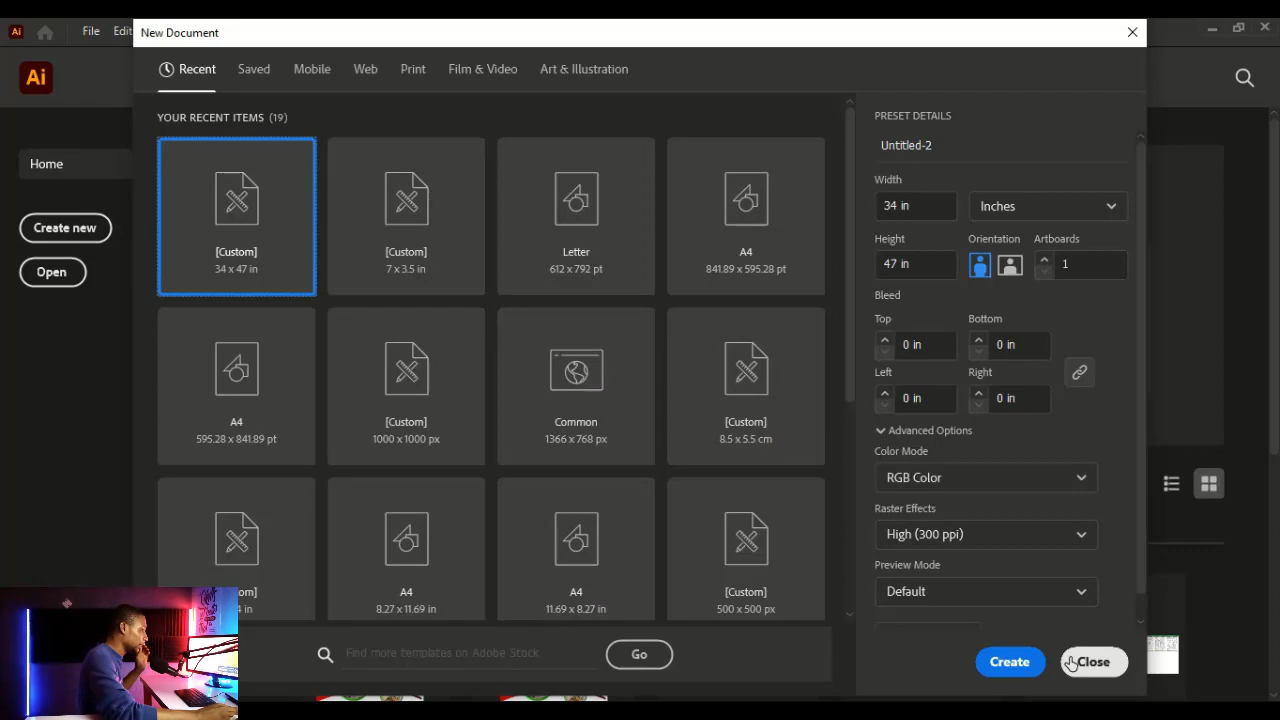 Ai
File
Edit
New Document
Ai
Home
Create new
Open
Recent
Saved
Mobile
Web
Print
Film & Video
Art & Illustration
YOUR RECENT ITEMS (19)
[Custom]
34 x 47 in
[Custom]
7 x 3.5 in
Letter
612 x 792 pt
A4
841.89 x 595.28 pt
A4
595.28 x 841.89 pt
[Custom]
1000 x 1000 px
Common
1366 x 768 px
[Custom]
8.5 x 5.5 cm
A4
8.27 x 11.69 in
A4
11.69 x 8.27 in
[Custom]
500 x 500 px
Find more templates on Adobe Stock
Go
PRESET DETAILS
Untitled-2
Width
34 in
Inches
Height
Orientation
Artboards
47 in
1
Bleed
Top
Bottom
0 in
0 in
Left
Right
0 in
0 in
Advanced Options
Color Mode
RGB Color
Raster Effects
High (300 ppi)
Preview Mode
Default
Create
Close